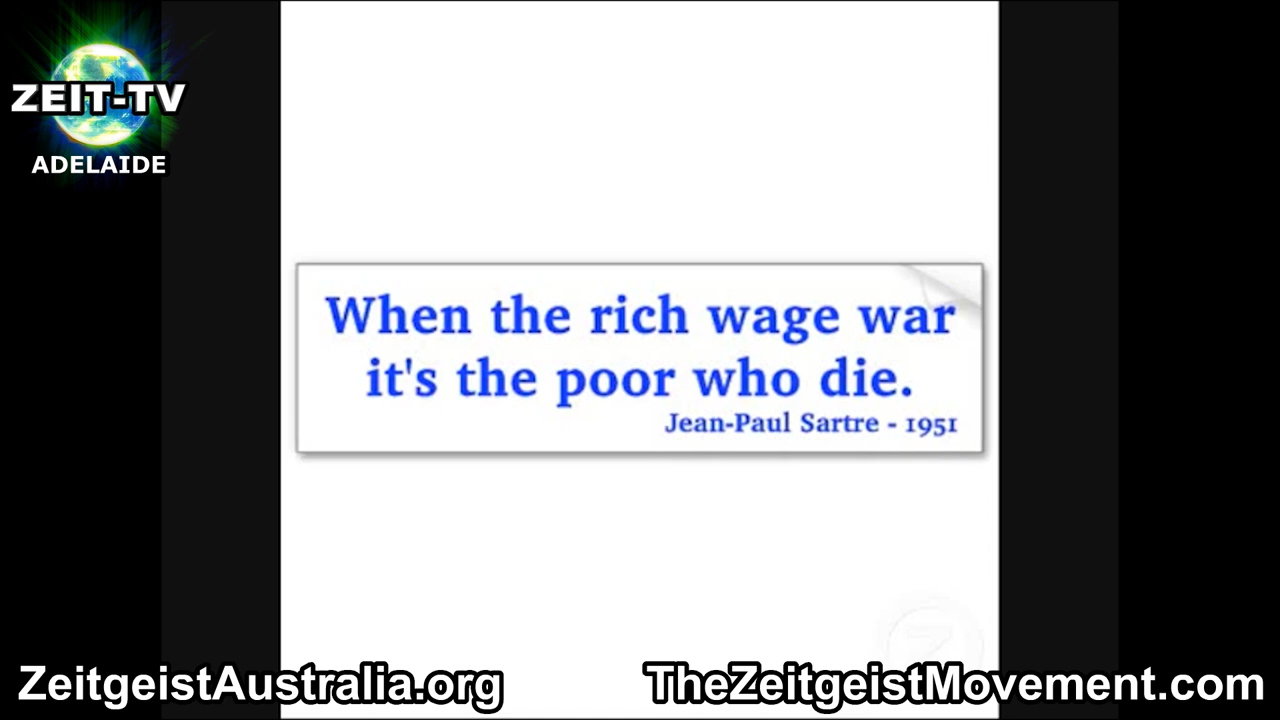 ZEIT-TV
ADELAIDE
When the rich wage war
it's the poor who die.
Jean-Paul Sartre - 1951
ZeitgeistAustralia.org
TheZeitgeistMovement.com